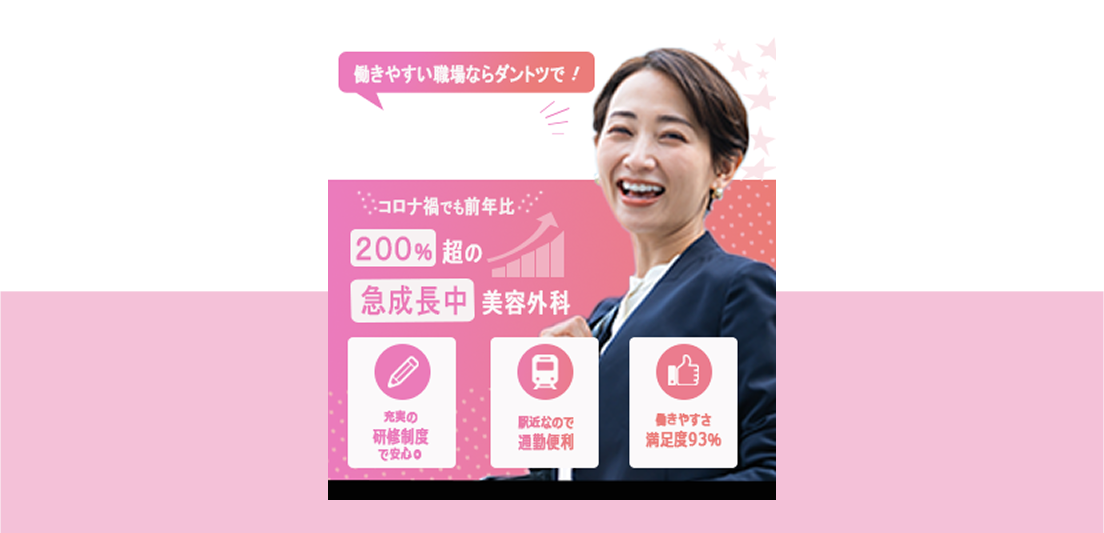 働きやすい職場ならダントツで！
コロナ禍でも前年比
200%超の
急成長中 美容外科
充実の
研修制度
で安心◎
駅近なので
通勤便利
働きやすさ
満足度93%